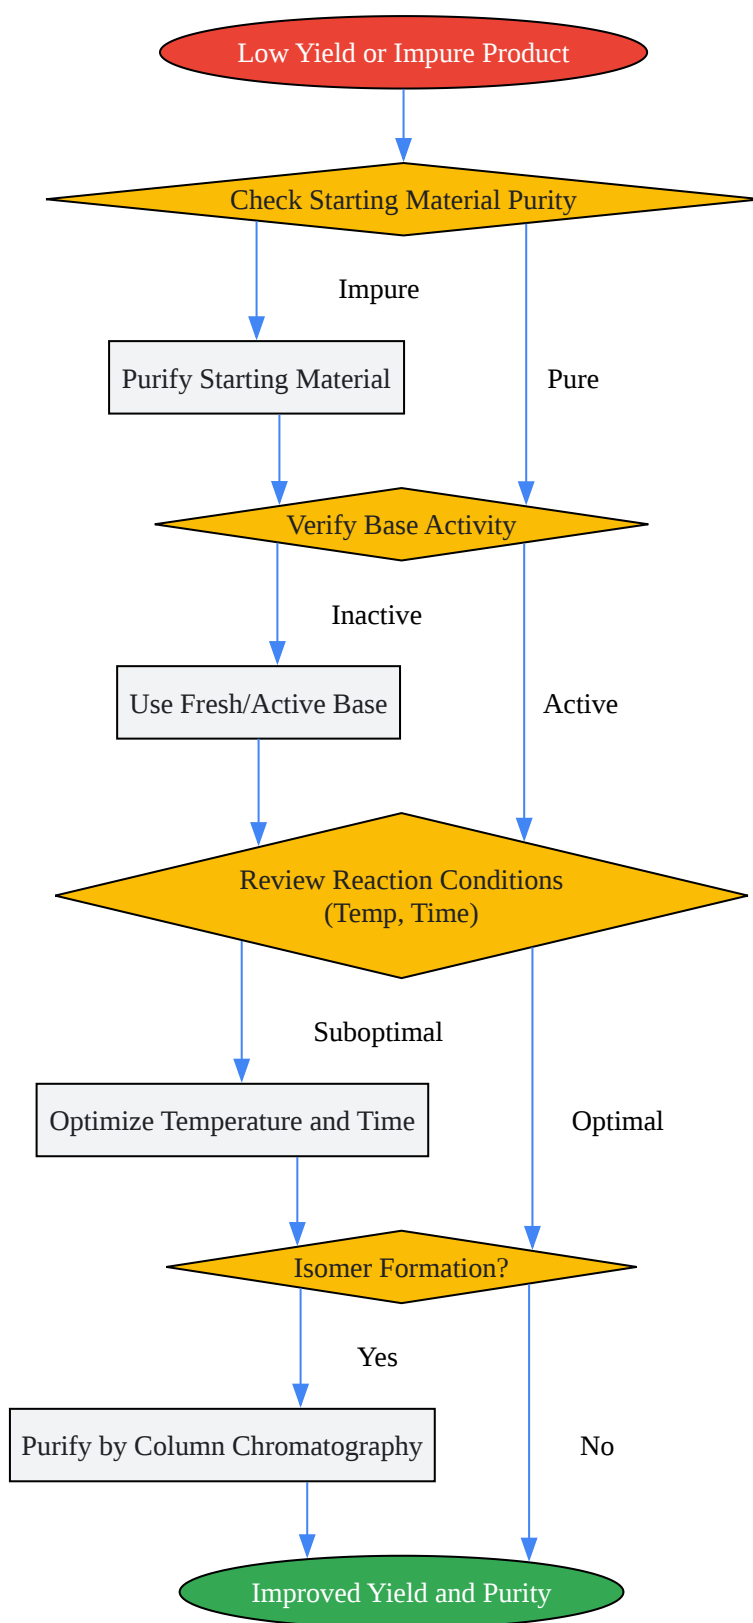 Low Yield or Impure Product
Check Starting Material Purity
Impure
Purify Starting Material
Pure
Verify Base Activity
Inactive
Use Fresh/Active Base
Active
Review Reaction Conditions
(Temp, Time)
Suboptimal
Optimize Temperature and Time
Optimal
Isomer Formation?
Yes
Purify by Column Chromatography
No
Improved Yield and Purity